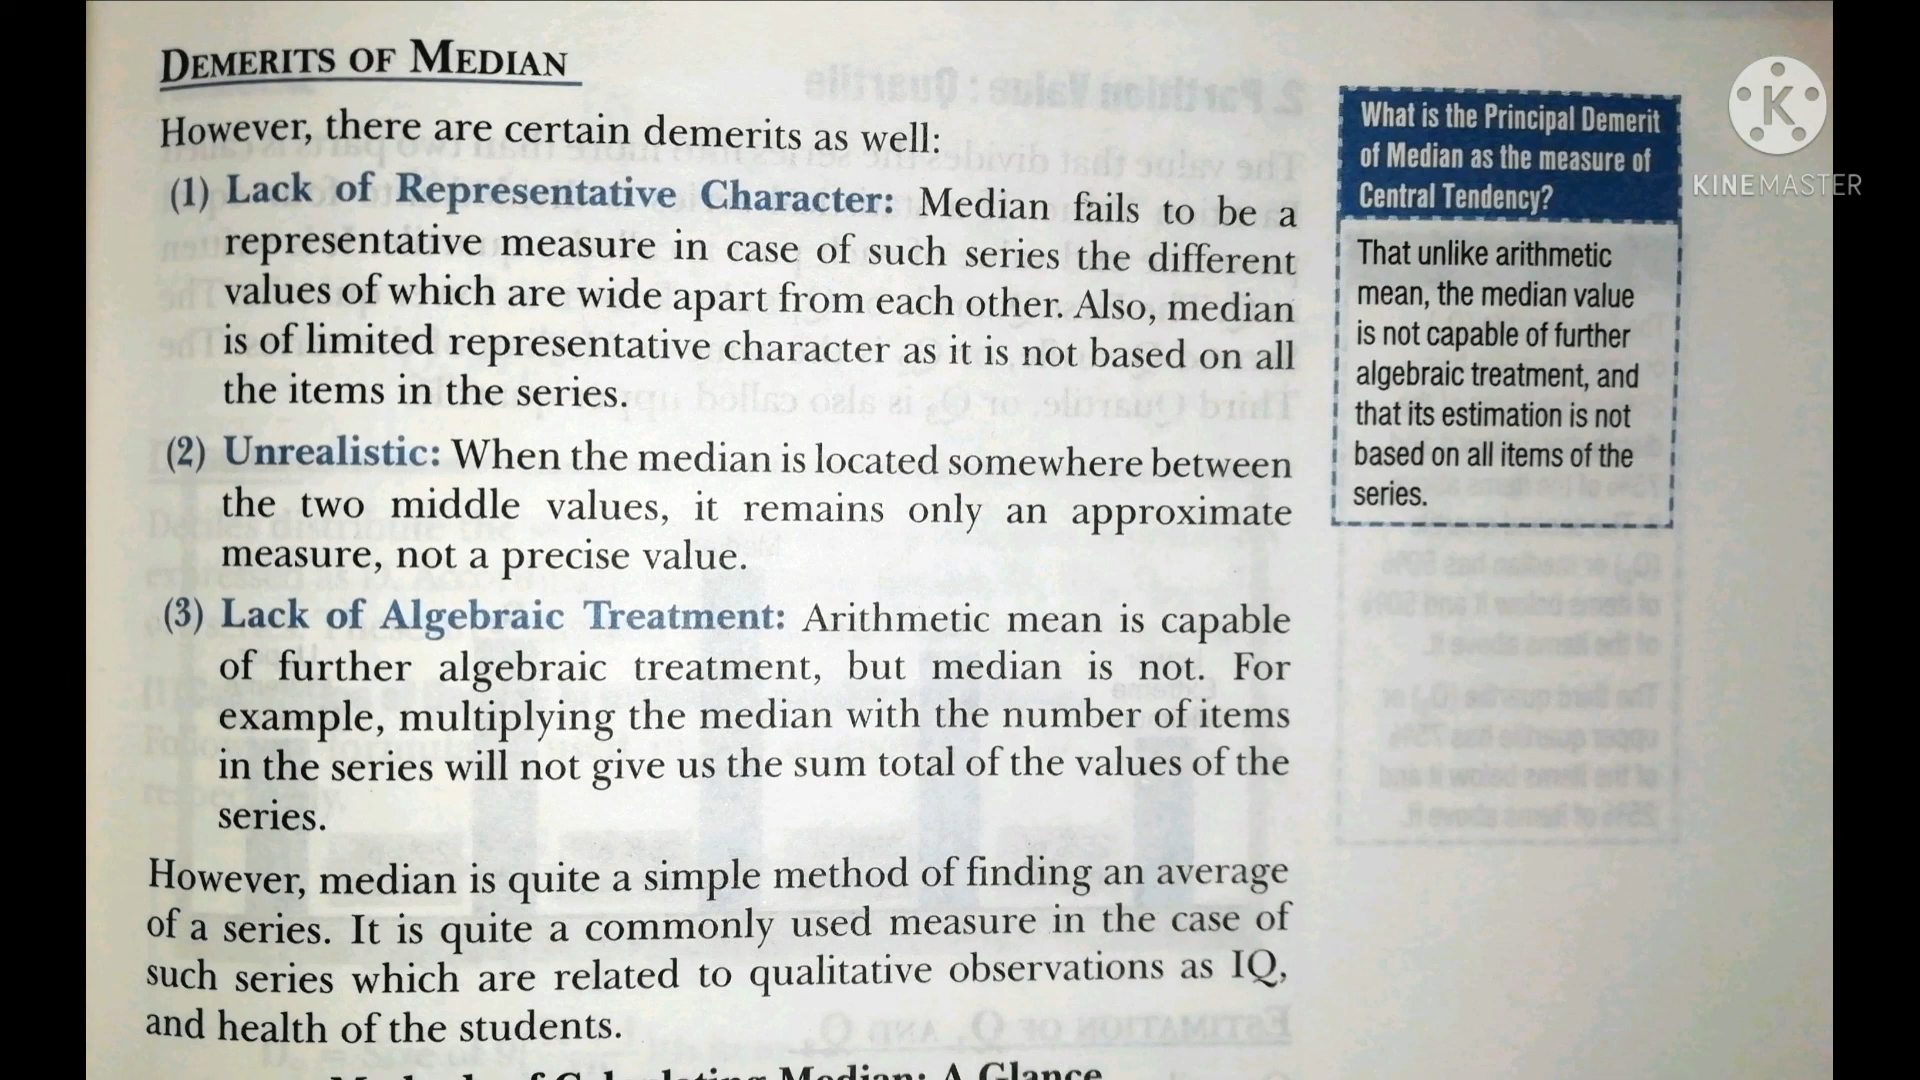 DEMERITS OF MEDIAN
However, there are certain demerits as well:
(1) Lack of Representative Character: Median fails to be a
representative measure in case of such series the different
values of which are wide apart from each other. Also, median
is of limited representative character as it is not based on all
the items in the series.
(2) Unrealistic: When the median is located somewhere between
the two middle values, it remains only an approximate
measure, not a precise value.
(3) Lack of Algebraic Treatment: Arithmetic mean is capable
of further algebraic treatment, but median is not. For
example, multiplying the median with the number of items
in the series will not give us the sum total of the values of the
series.
However, median is quite a simple method of finding an average
of a series. It is quite a commonly used measure in the case of
such series which are related to qualitative observations as IQ,
and health of the students.
of Calculating Median: A Glance
What is the Principal Demerit
of Median as the measure of
Central Tendency?
That unlike arithmetic
mean, the median value
is not capable of further
algebraic treatment, and
that its estimation is not
based on all items of the
series.
K
KINEMASTER